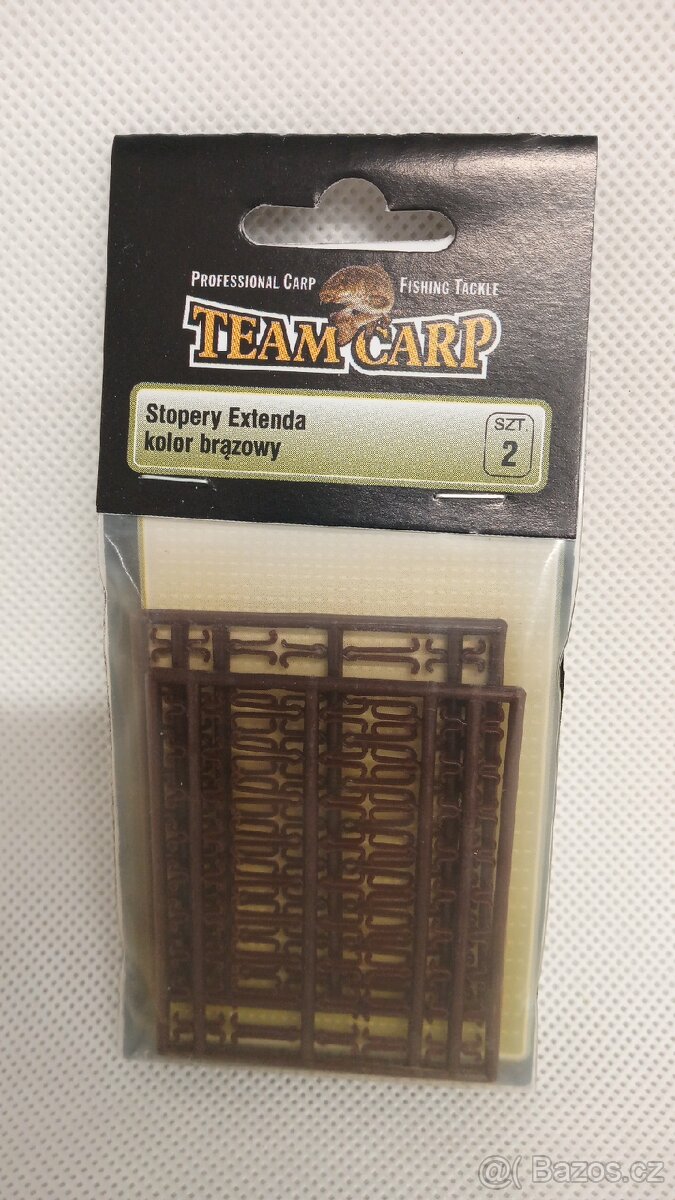 PROFESSIONAL CARP FISHING TACKLE
TEAM CARP
Stopery Extenda
kolor brązowy
SZT.
2
@( Bazos.cz